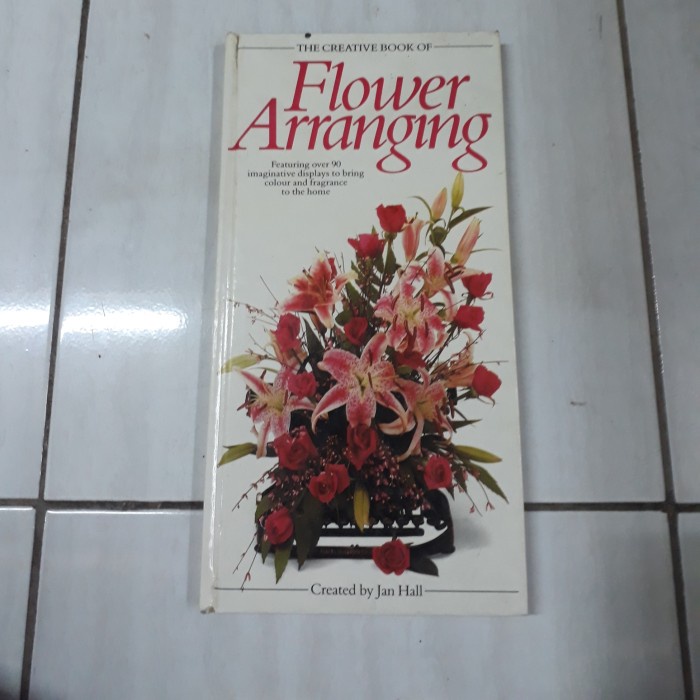 THE CREATIVE BOOK OF
Flower
Arranging
Featuring over 90
imaginative displays to bring
colour and fragrance
to the home
Created by Jan Hall